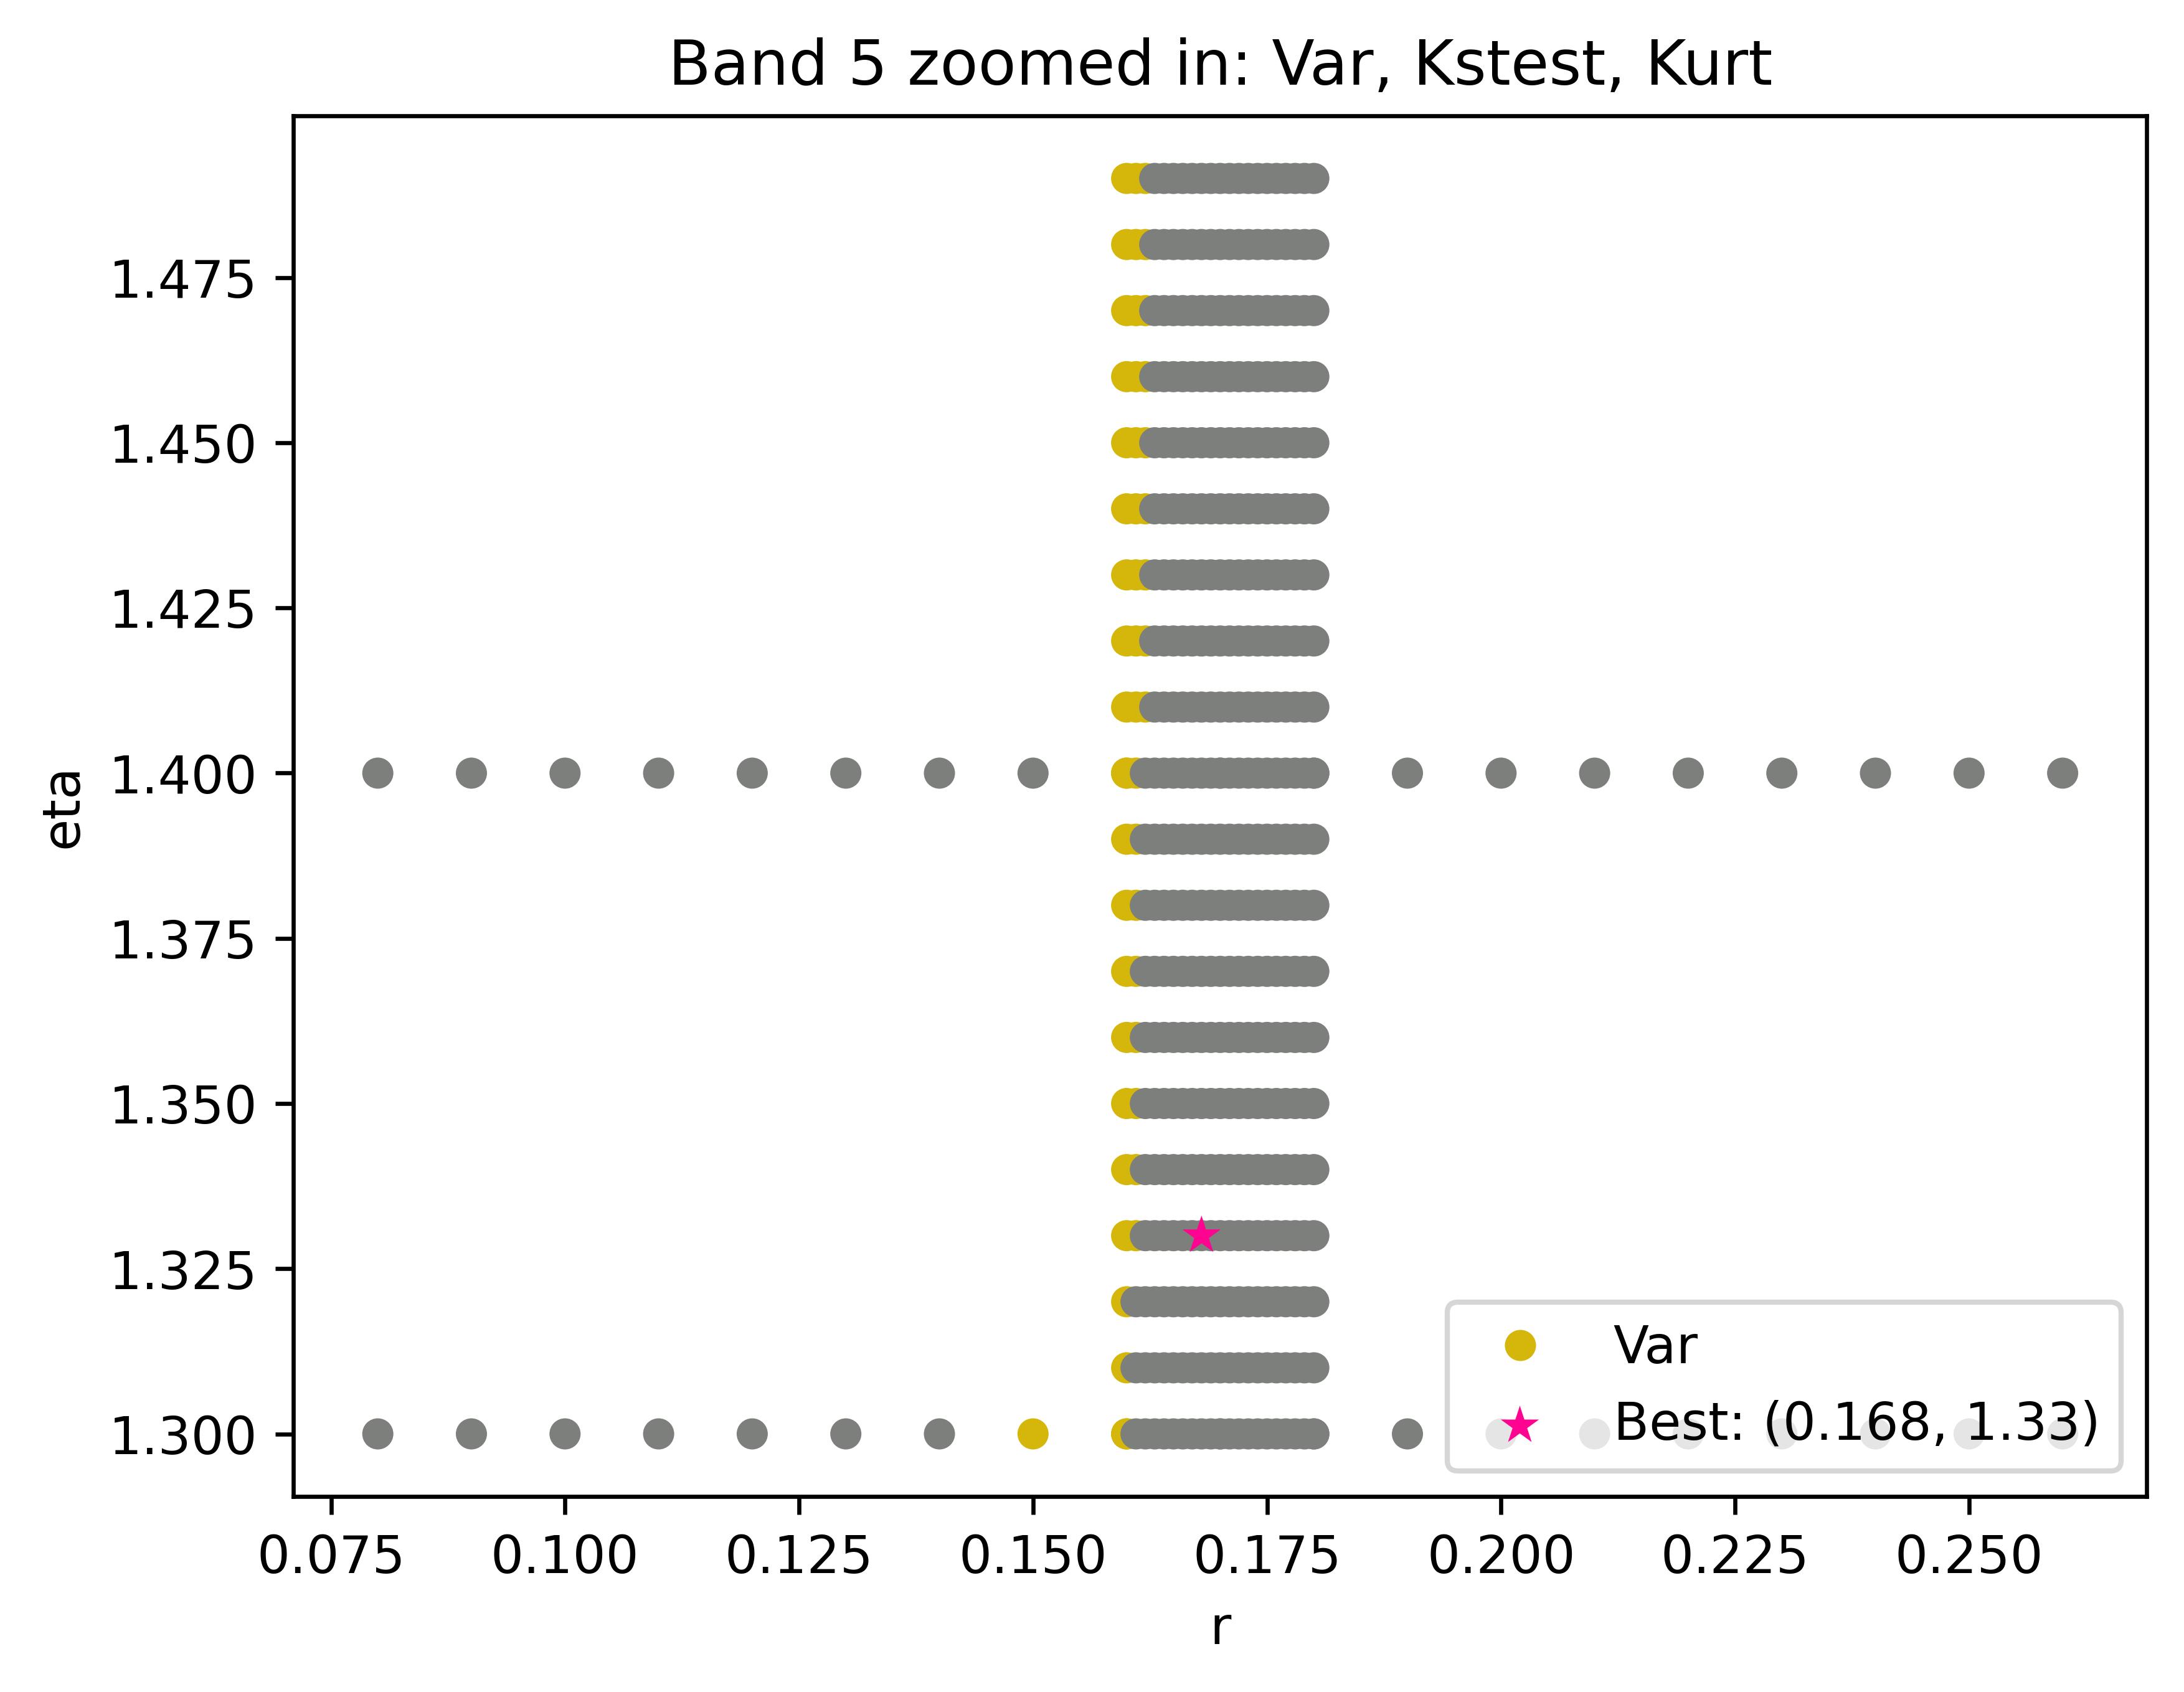 Band 5 zoomed in: Var, Kstest, Kurt
1.475
1.450
1.425
1.400
1.375
1.350
1.325
1.300
eta
Var
Best: (0.168, 1.33)
0.075 0.100 0.125 0.150 0.175 0.200 0.225 0.250
r